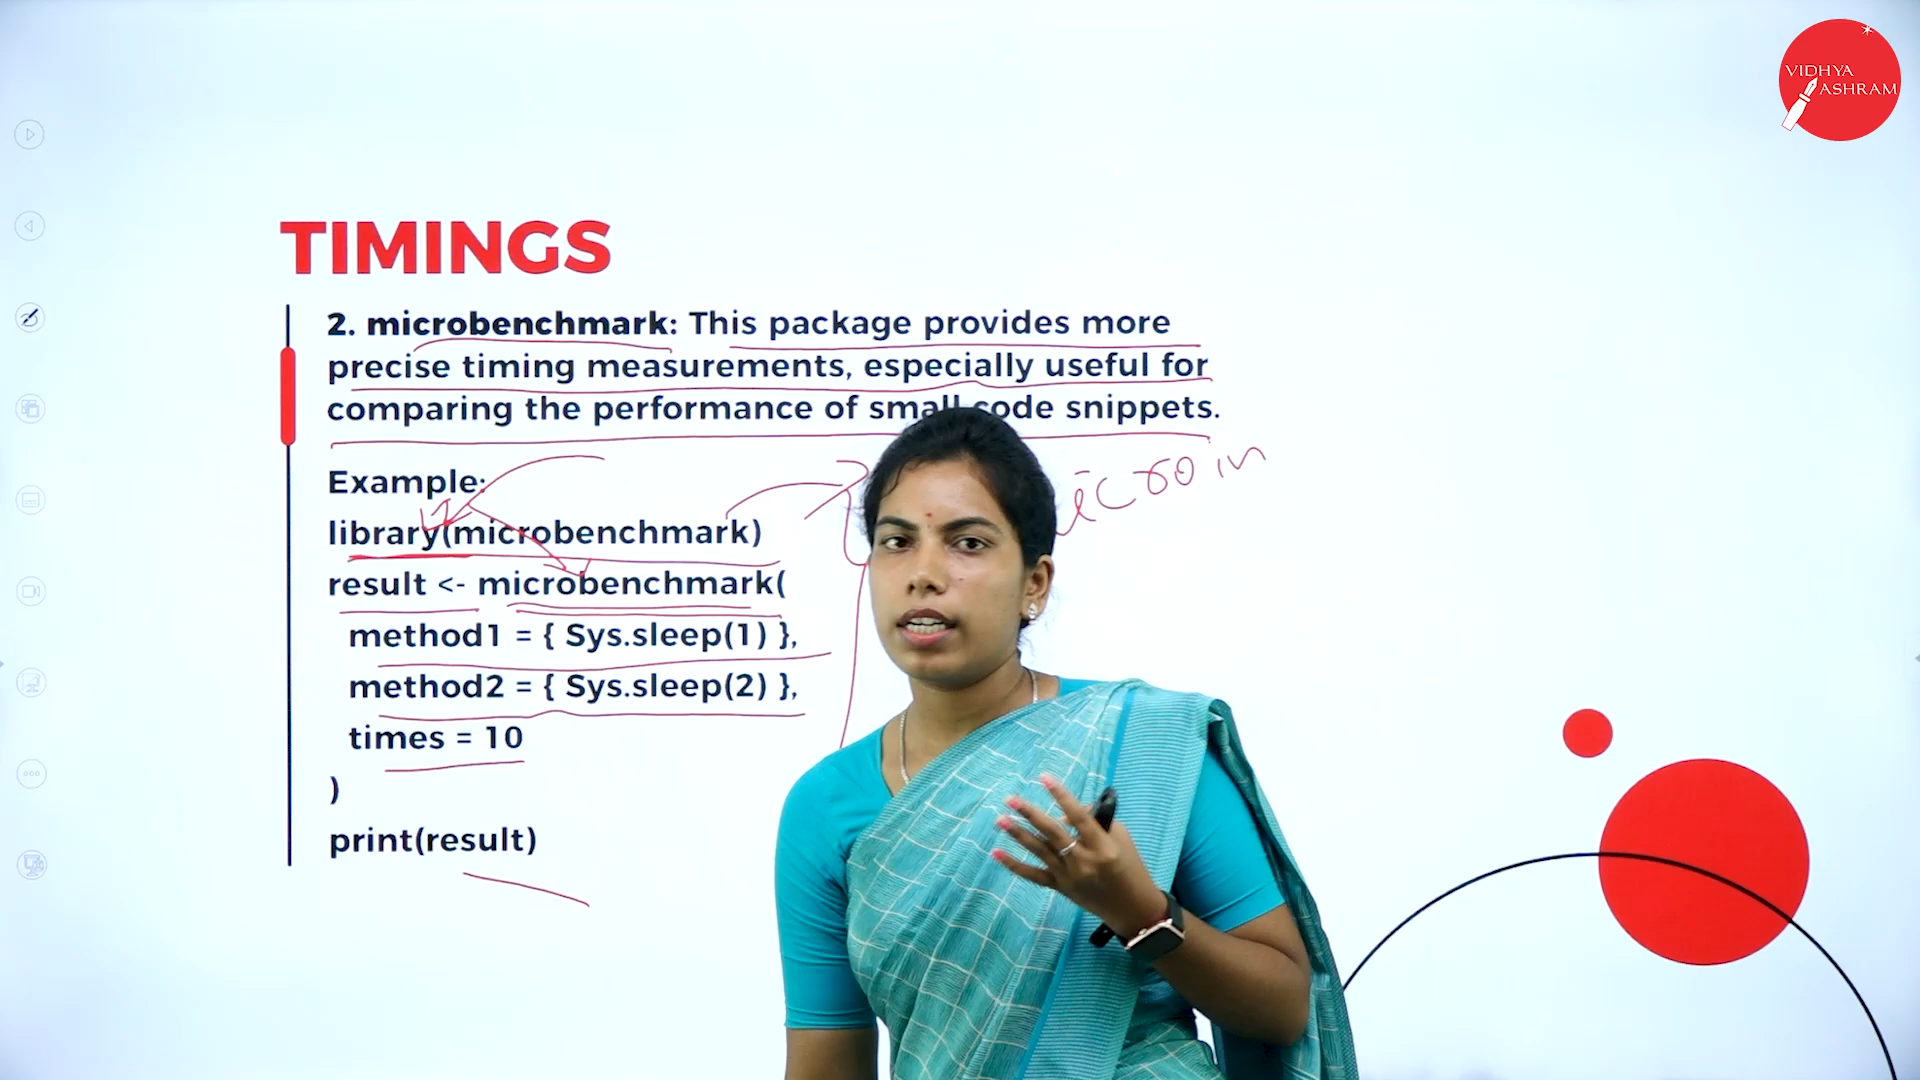 VIDHYA
ASHRAM
TIMINGS
2. microbenchmark: This package provides more
precise timing measurements, especially useful for
comparing the performance of small code snippets.
Example:
library(microbenchmark)
result <- microbenchmark(
method1 = { Sys.sleep(1) },
method2 = { Sys.sleep(2) },
times = 10
)
print(result)